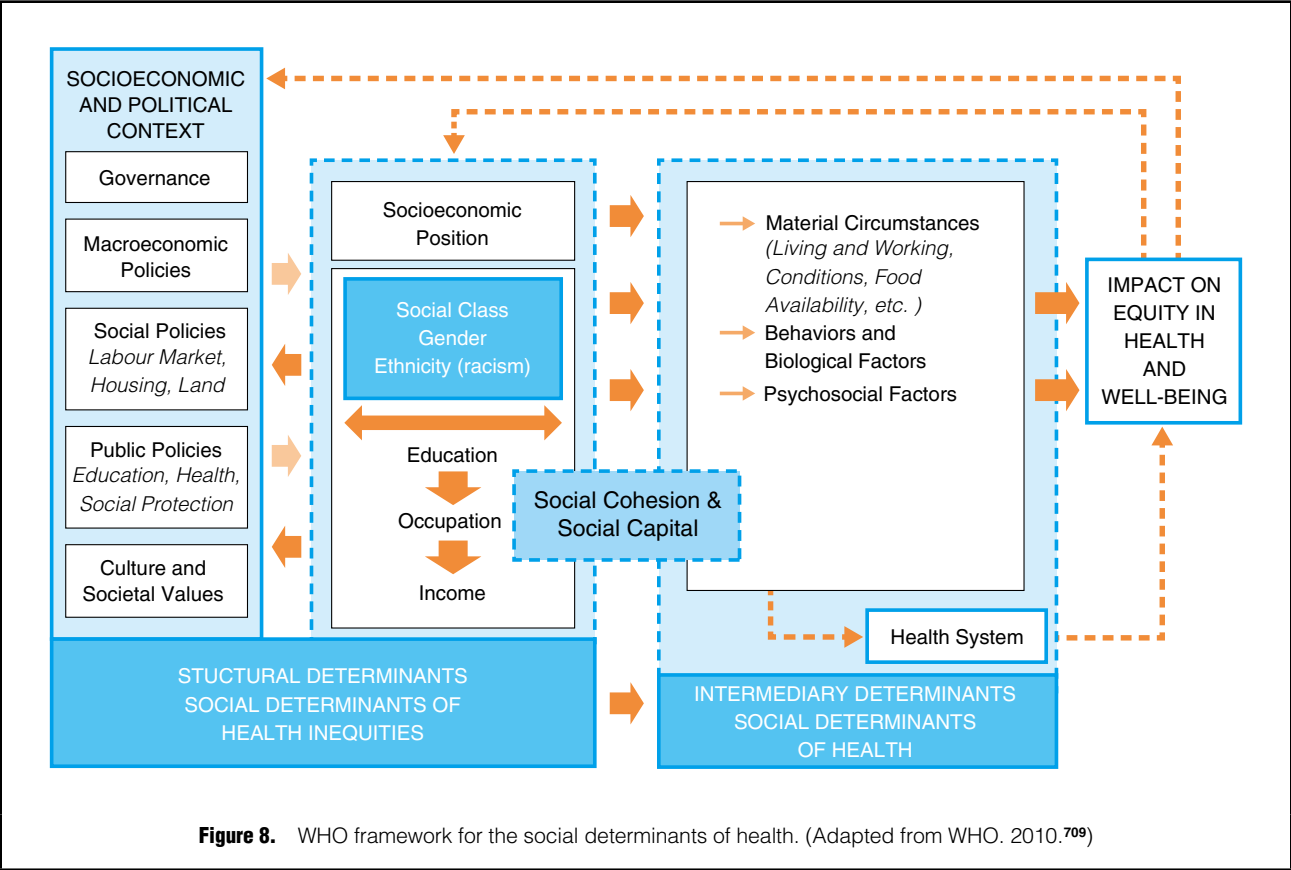 SOCIOECONOMIC
AND POLITICAL
CONTEXT
Governance
Macroeconomic
Policies
Social Policies
Labour Market,
Housing, Land
Public Policies
Education, Health,
Social Protection
Culture and
Societal Values
Socioeconomic
Position
Social Class
Gender
Ethnicity (racism)
Education
Occupation
Income
Social Cohesion &
Social Capital
Material Circumstances
(Living and Working,
Conditions, Food
Availability, etc. )
Behaviors and
Biological Factors
Psychosocial Factors
Health System
IMPACT ON
EQUITY IN
HEALTH
AND
WELL-BEING
STUCTURAL DETERMINANTS
SOCIAL DETERMINANTS OF
HEALTH INEQUITIES
INTERMEDIARY DETERMINANTS
SOCIAL DETERMINANTS
OF HEALTH
Figure 8. WHO framework for the social determinants of health. (Adapted from WHO. 2010.709)